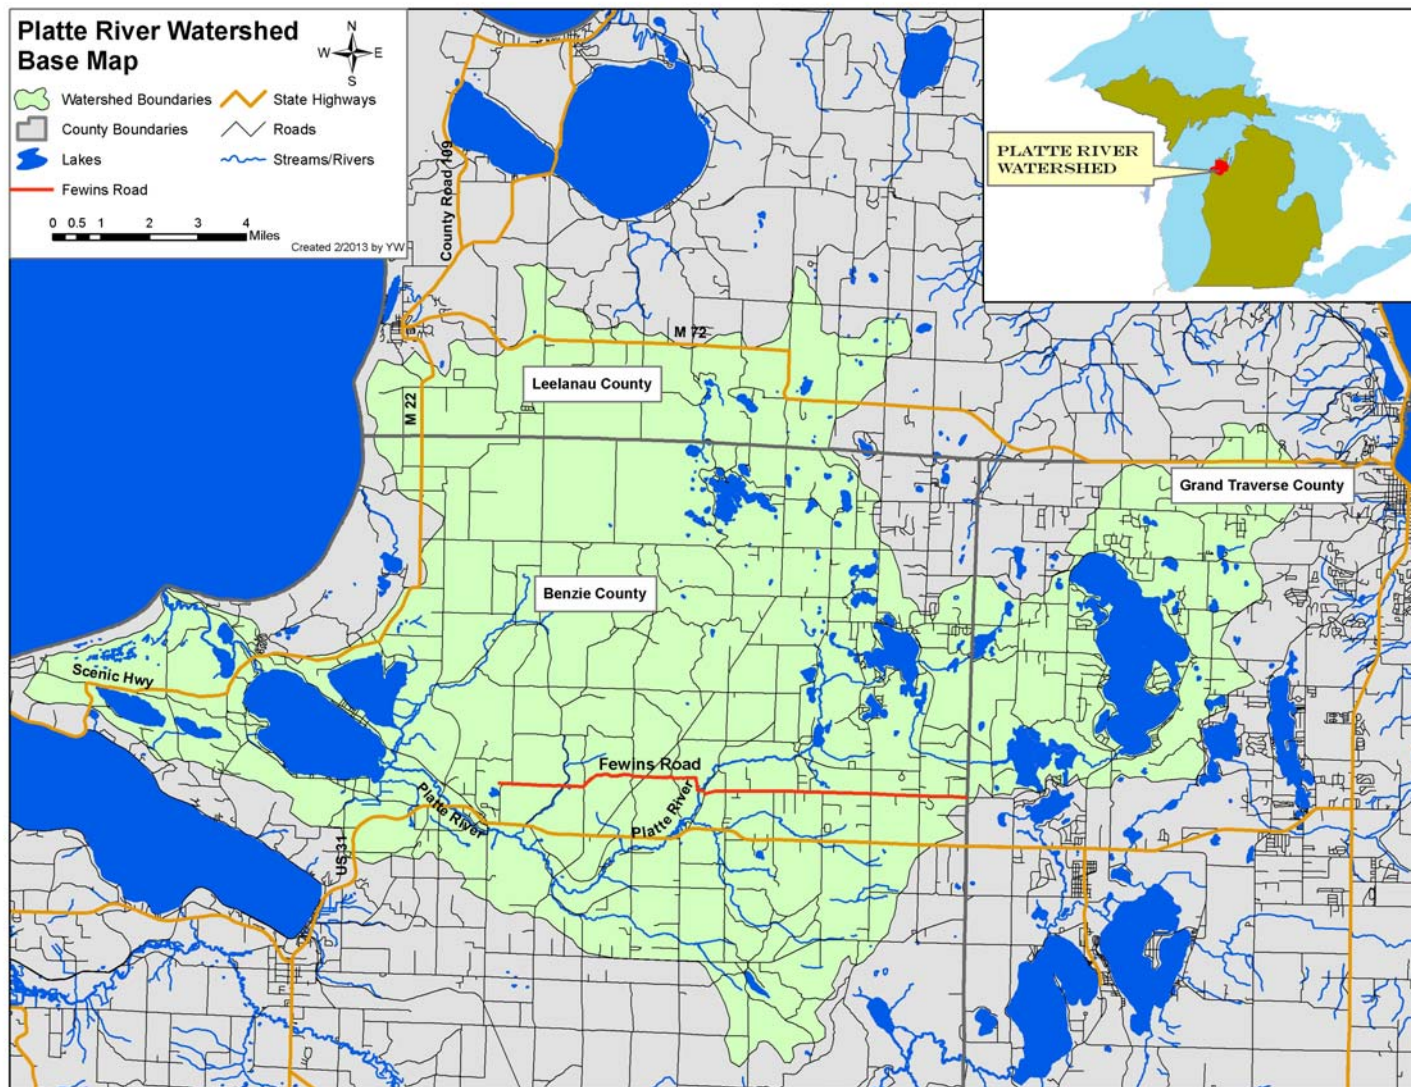 Platte River Watershed
Base Map
N
W E
S
Watershed Boundaries
State Highways
County Boundaries
Roads
Lakes
Streams/Rivers
Fewins Road
0 0.5 1 2 3 4
Miles
Created 2/2013 by YW
PLATTE RIVER
WATERSHED
County Road 109
M 72
Leelanau County
M 22
Grand Traverse County
Benzie County
Scenic Hwy
Fewins Road
Platte River
Platte River
US 31